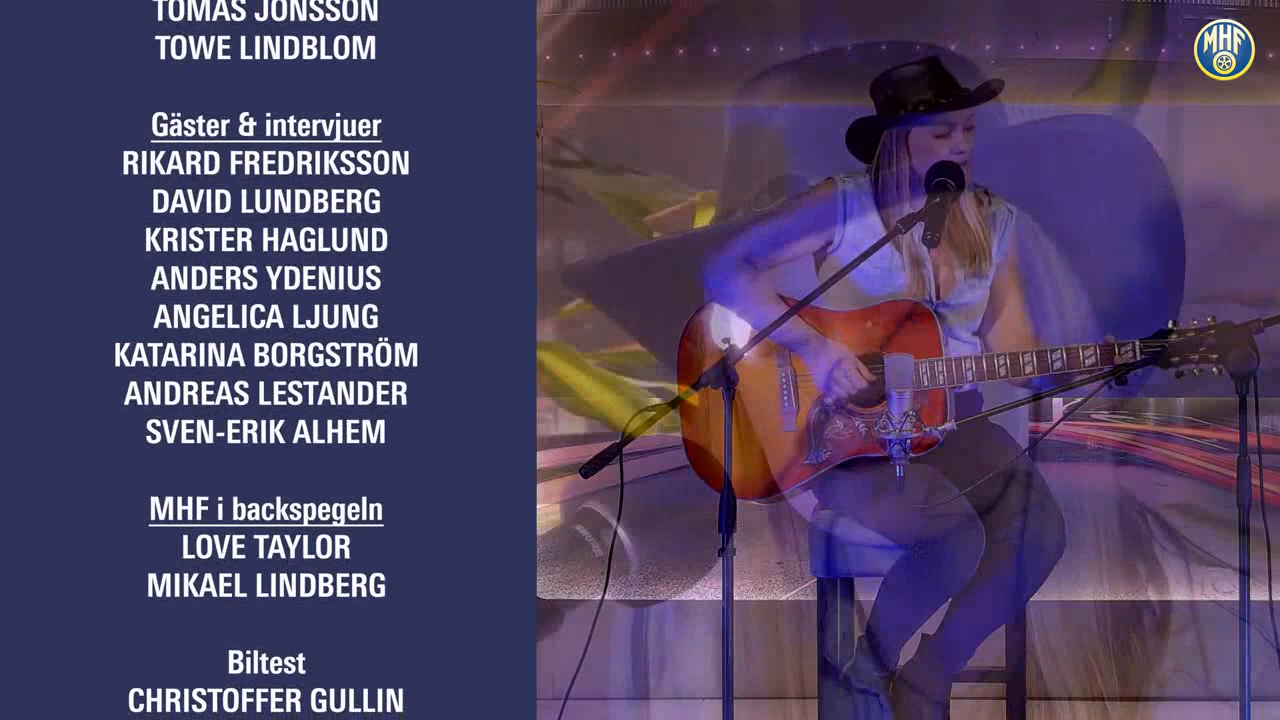 TOMAS JONSSON
TOWE LINDBLOM
Gäster & intervjuer
RIKARD FREDRIKSSON
DAVID LUNDBERG
KRISTER HAGLUND
ANDERS YDENIUS
ANGELICA LJUNG
KATARINA BORGSTRÖM
ANDREAS LESTANDER
SVEN-ERIK ALHEM
MHF i backspegeln
LOVE TAYLOR
MIKAEL LINDBERG
Biltest
CHRISTOFFER GULLIN
MHF